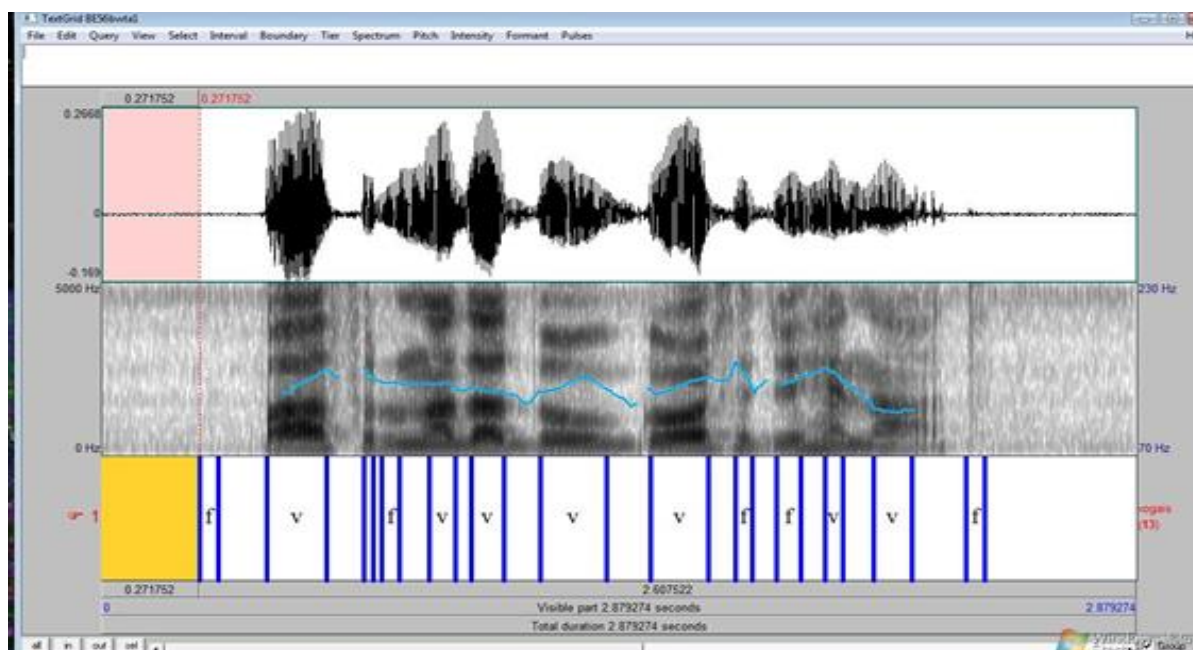 TextGrid BE56bwta1
File Edit Query View Select Interval Boundary Tier Spectrum Pitch Intensity Formant Pulses H
0.271752 0.271752
0.2668
0
-0.169
5000 Hz 230 Hz
0 Hz 70 Hz
1 f v f v v v v f f v v f (13)
0.271752 2.607522
0 Visible part 2.879274 seconds 2.879274
Total duration 2.879274 seconds
all in out sel Group